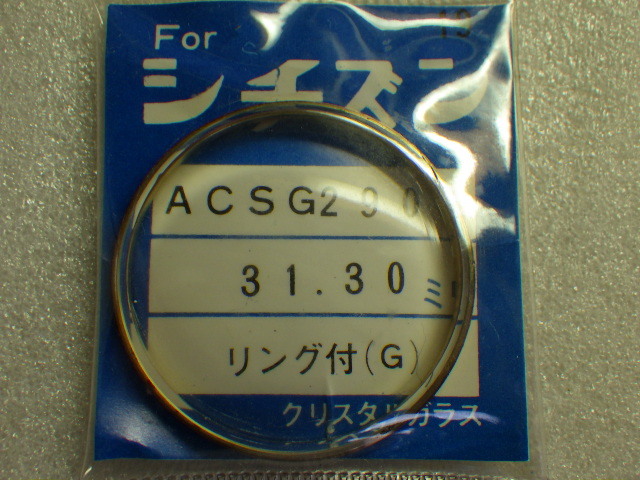 For
シチズン
ACSG290
31.30ミリ
リング付(G)
クリスタルガラス